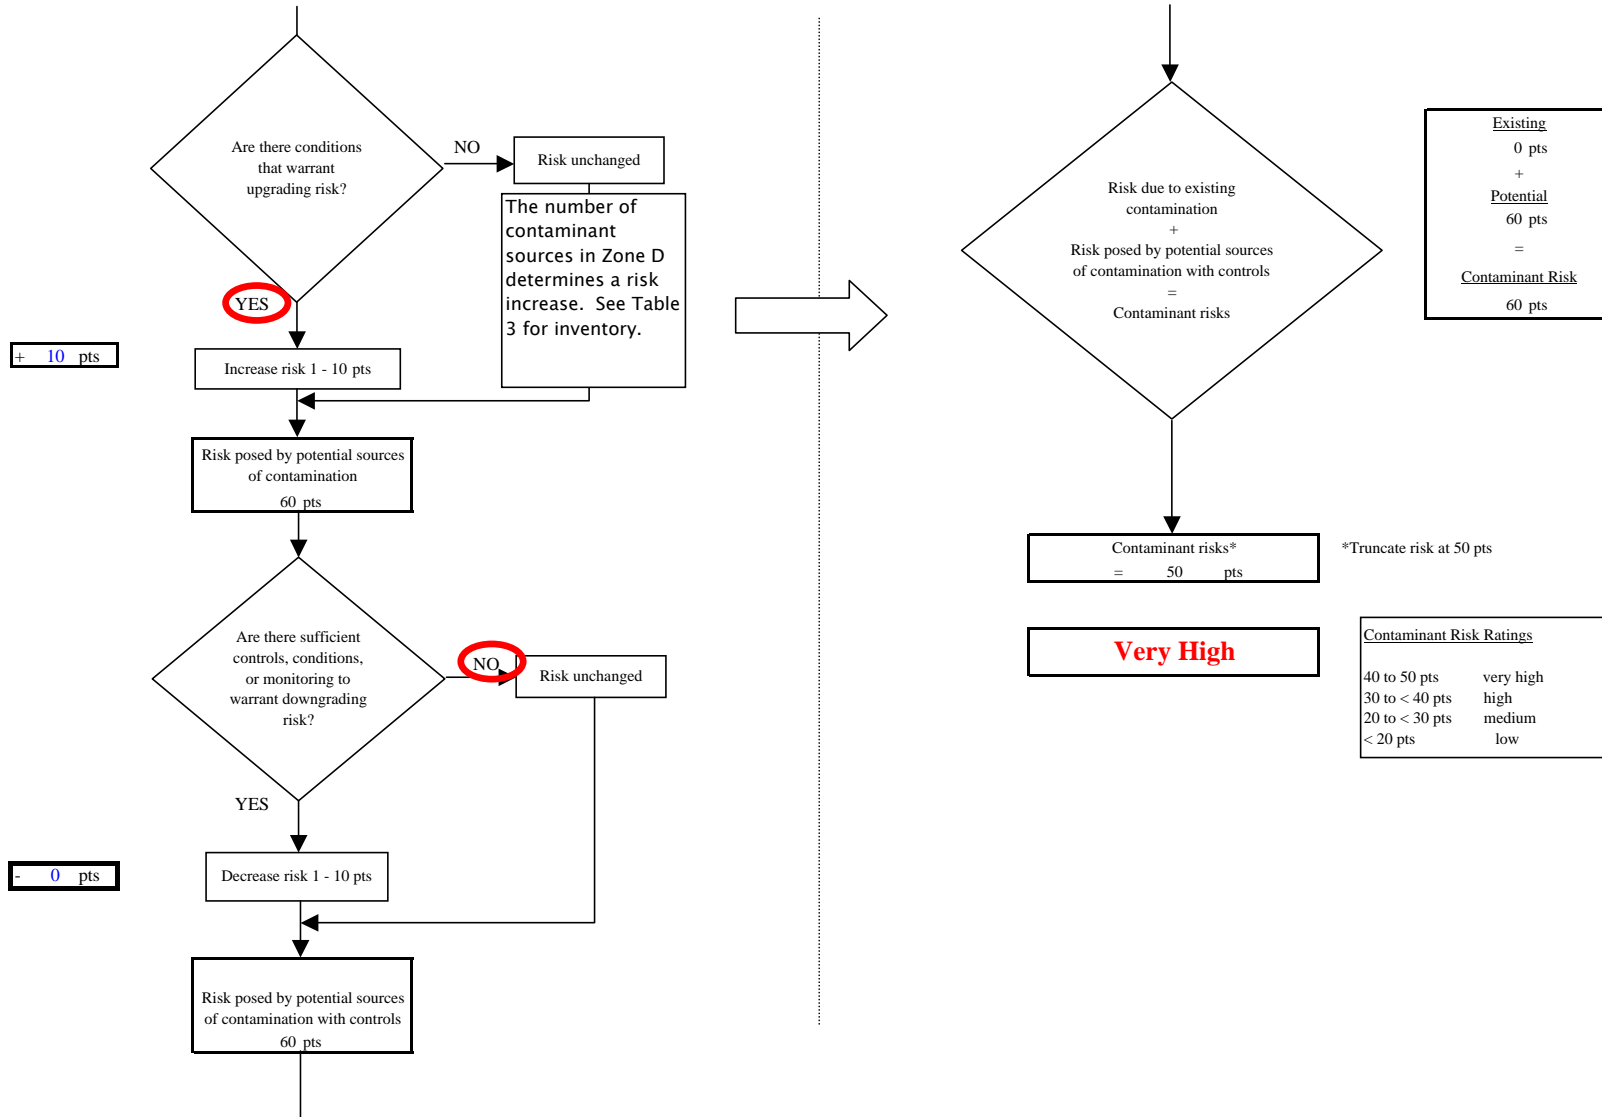 Are there conditions
that warrant
upgrading risk?
NO
Risk unchanged
The number of
contaminant
sources in Zone D
determines a risk
increase.  See Table
3 for inventory.
YES
+ 10 pts
Increase risk 1 - 10 pts
Risk posed by potential sources
of contamination
60 pts
Are there sufficient
controls, conditions,
or monitoring to
warrant downgrading
risk?
NO
Risk unchanged
YES
- 0 pts
Decrease risk 1 - 10 pts
Risk posed by potential sources
of contamination with controls
60 pts
Risk due to existing
contamination
+
Risk posed by potential sources
of contamination with controls
=
Contaminant risks
Existing
0 pts
+
Potential
60 pts
=
Contaminant Risk
60 pts
Contaminant risks*
= 50 pts
*Truncate risk at 50 pts
Very High
Contaminant Risk Ratings
40 to 50 pts very high
30 to < 40 pts high
20 to < 30 pts medium
< 20 pts low